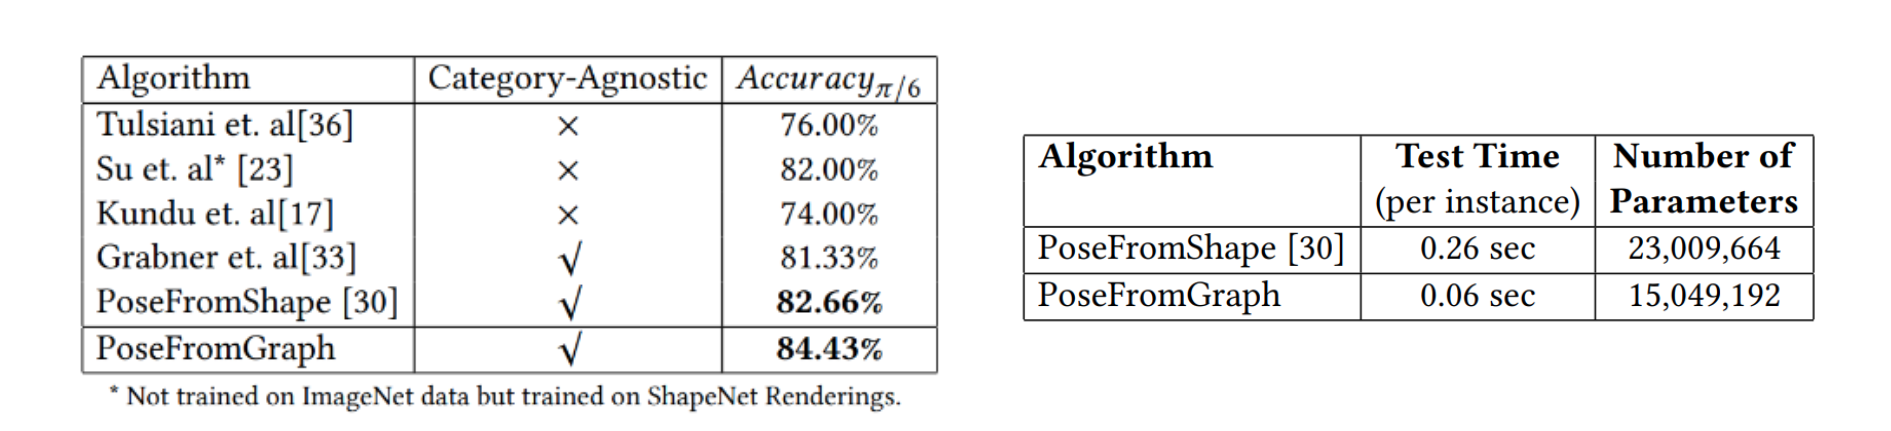 Algorithm Category-Agnostic Accuracy_{π/6}
Tulsiani et. al[36] × 76.00%
Su et. al* [23] × 82.00%
Kundu et. al[17] × 74.00%
Grabner et. al[33] √ 81.33%
PoseFromShape [30] √ 82.66%
PoseFromGraph √ 84.43%
* Not trained on ImageNet data but trained on ShapeNet Renderings.
Algorithm Test Time Number of
(per instance) Parameters
PoseFromShape [30] 0.26 sec 23,009,664
PoseFromGraph 0.06 sec 15,049,192